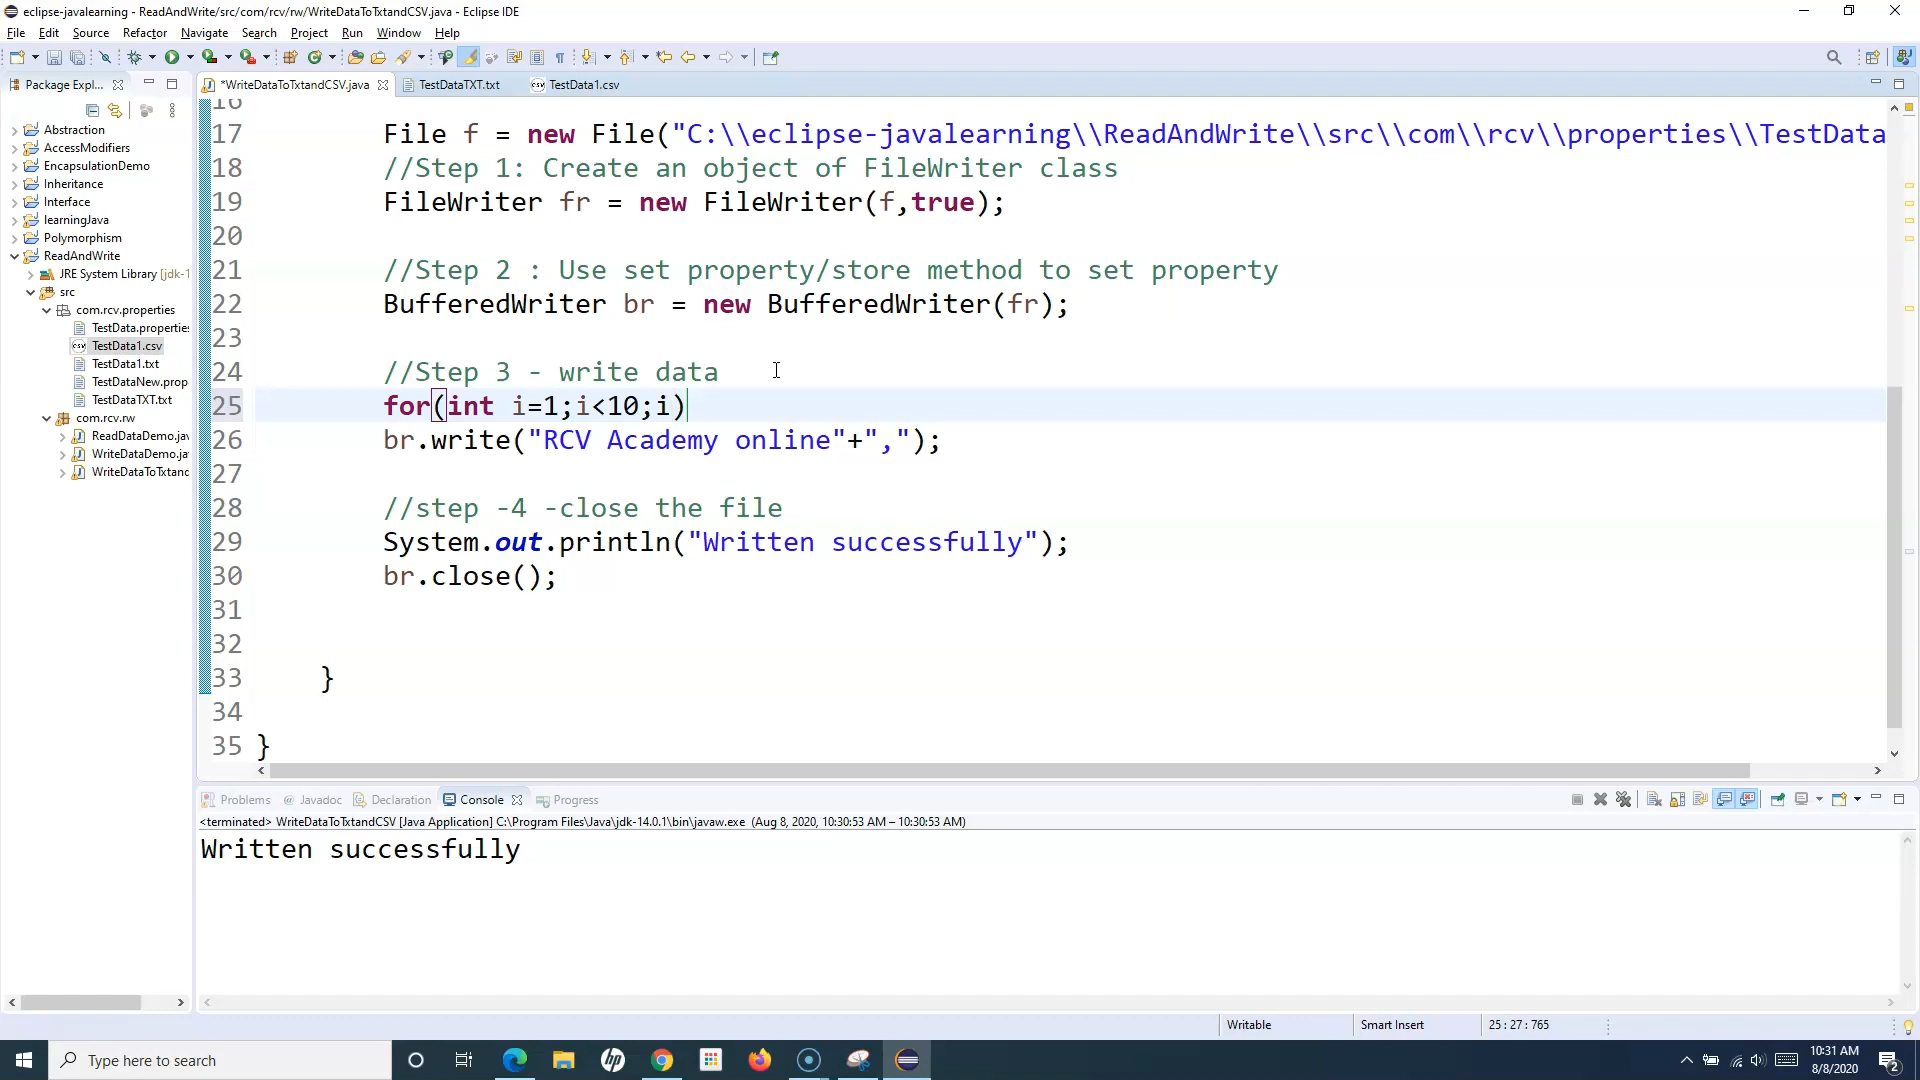 eclipse-javalearning - ReadAndWrite/src/com/rcv/rw/WriteDataToTxtandCSV.java - Eclipse IDE
File Edit Source Refactor Navigate Search Project Run Window Help
Package Expl...
Abstraction
AccessModifiers
EncapsulationDemo
Inheritance
Interface
learningJava
Polymorphism
ReadAndWrite
JRE System Library [jdk-1
src
com.rcv.properties
TestData.propertie
TestData1.csv
TestData1.txt
TestDataNew.prop
TestDataTXT.txt
com.rcv.rw
ReadDataDemo.jav
WriteDataDemo.ja
WriteDataToTxtand
*WriteDataToTxtandCSV.java TestDataTXT.txt TestData1.csv
16
17 File f = new File("C:\\eclipse-javalearning\\ReadAndWrite\\src\\com\\rcv\\properties\\TestData
18 //Step 1: Create an object of FileWriter class
19 FileWriter fr = new FileWriter(f,true);
20
21 //Step 2 : Use set property/store method to set property
22 BufferedWriter br = new BufferedWriter(fr);
23
24 //Step 3 - write data
25 for(int i=1;i<10;i)
26 br.write("RCV Academy online"+",");
27
28 //step -4 -close the file
29 System.out.println("Written successfully");
30 br.close();
31
32
33 }
34
35 }
Problems @ Javadoc Declaration Console Progress
<terminated> WriteDataToTxtandCSV [Java Application] C:\Program Files\Java\jdk-14.0.1\bin\javaw.exe (Aug 8, 2020, 10:30:53 AM – 10:30:53 AM)
Written successfully
Writable Smart Insert 25 : 27 : 765
Type here to search
10:31 AM
8/8/2020
2